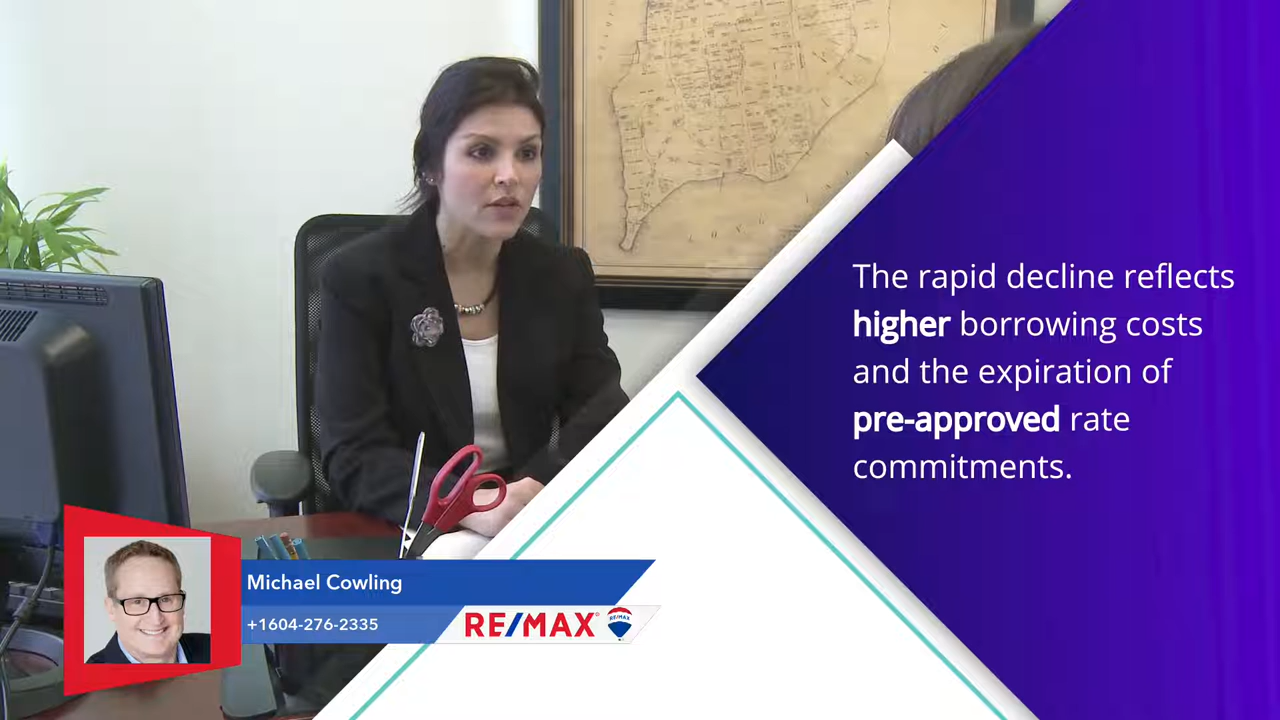 The rapid decline reflects
higher borrowing costs
and the expiration of
pre-approved rate
commitments.
Michael Cowling
+1604-276-2335
RE/MAX